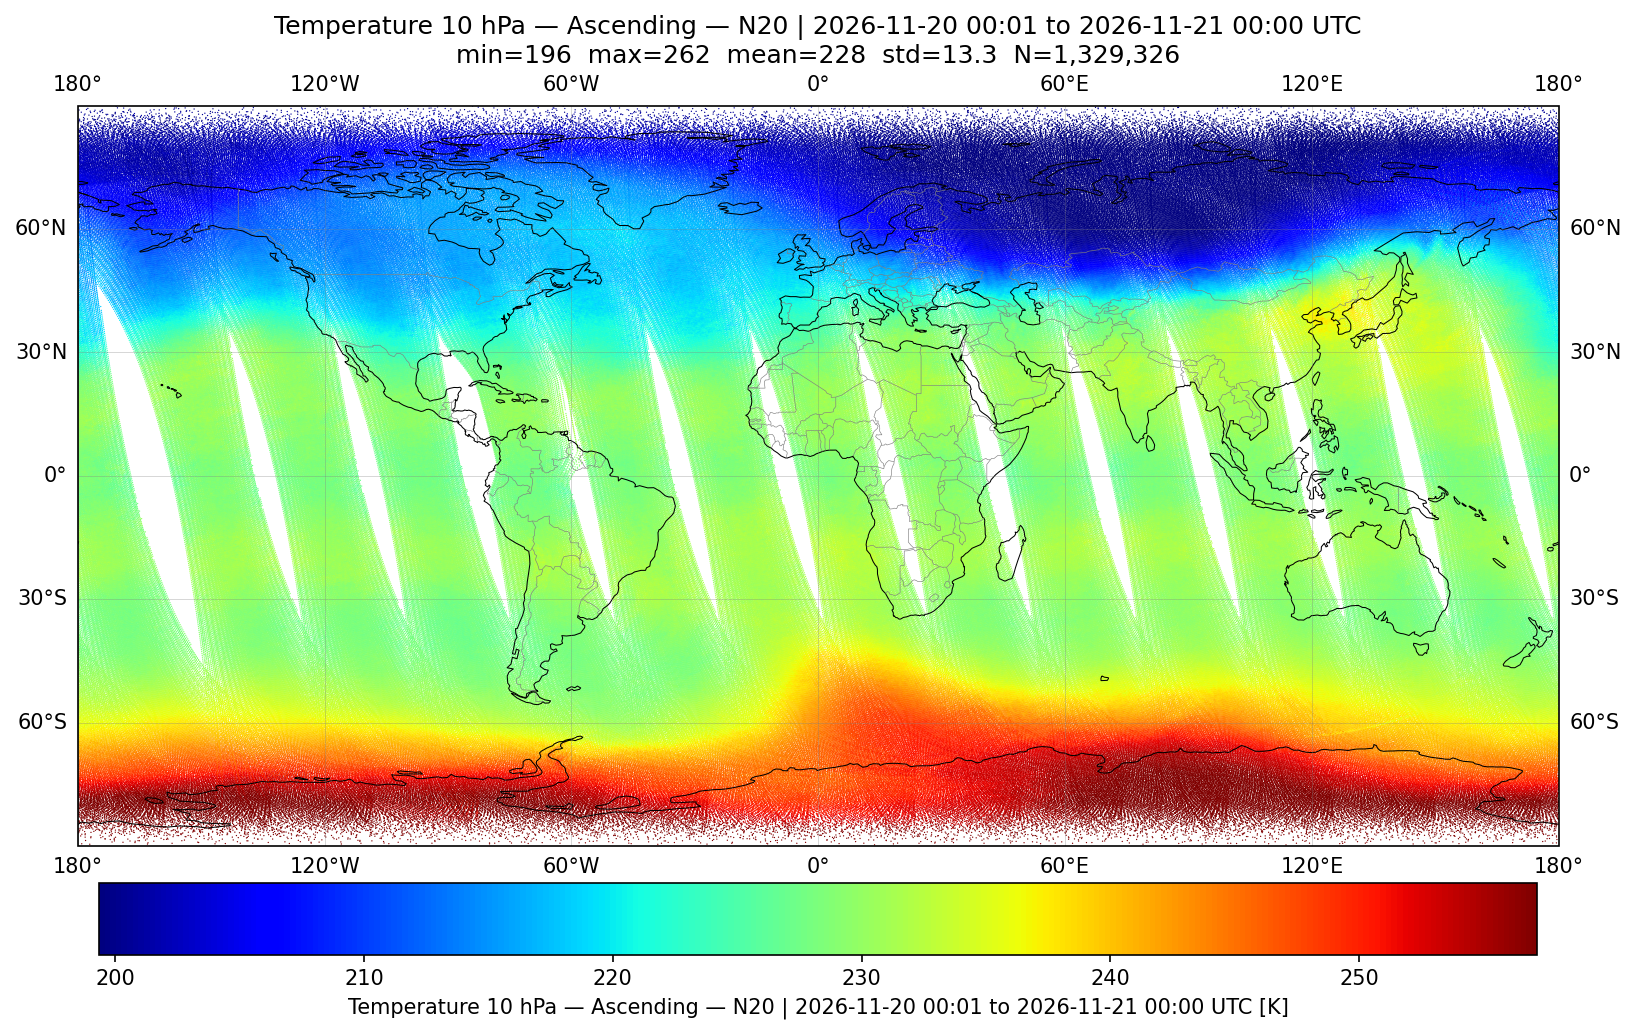 Temperature 10 hPa — Ascending — N20 | 2026-11-20 00:01 to 2026-11-21 00:00 UTC
min=196 max=262 mean=228 std=13.3 N=1,329,326
180° 120°W 60°W 0° 60°E 120°E 180°
60°N 60°N
30°N 30°N
0° 0°
30°S 30°S
60°S 60°S
180° 120°W 60°W 0° 60°E 120°E 180°
200 210 220 230 240 250
Temperature 10 hPa — Ascending — N20 | 2026-11-20 00:01 to 2026-11-21 00:00 UTC [K]